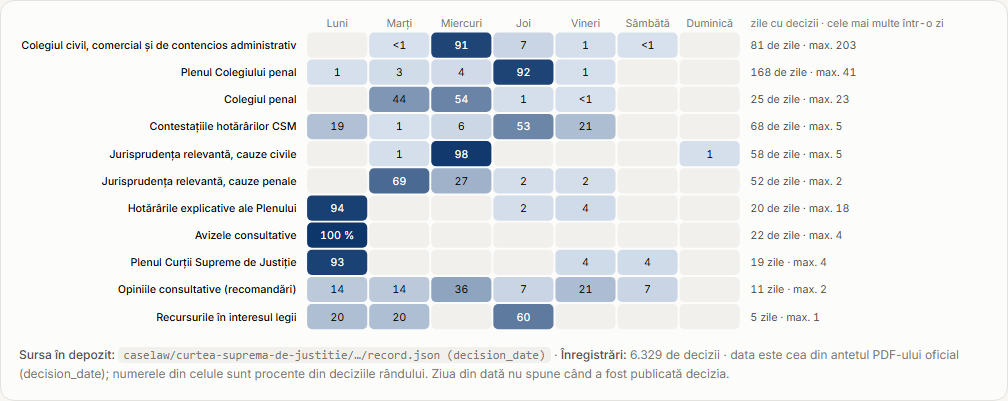 Luni Marți Miercuri Joi Vineri Sâmbătă Duminică zile cu decizii · cele mai multe într-o zi
Colegiul civil, comercial și de contencios administrativ <1 91 7 1 <1 81 de zile · max. 203
Plenul Colegiului penal 1 3 4 92 1 168 de zile · max. 41
Colegiul penal 44 54 1 <1 25 de zile · max. 23
Contestațiile hotărârilor CSM 19 1 6 53 21 68 de zile · max. 5
Jurisprudența relevantă, cauze civile 1 98 1 58 de zile · max. 5
Jurisprudența relevantă, cauze penale 69 27 2 2 52 de zile · max. 2
Hotărârile explicative ale Plenului 94 2 4 20 de zile · max. 18
Avizele consultative 100 % 22 de zile · max. 4
Plenul Curții Supreme de Justiție 93 4 4 19 zile · max. 4
Opiniile consultative (recomandări) 14 14 36 7 21 7 11 zile · max. 2
Recursurile în interesul legii 20 20 60 5 zile · max. 1
Sursa în depozit: caselaw/curtea-suprema-de-justitie/…/record.json (decision_date) · Înregistrări: 6.329 de decizii · data este cea din antetul PDF-ului oficial
(decision_date); numerele din celule sunt procente din deciziile rândului. Ziua din dată nu spune când a fost publicată decizia.